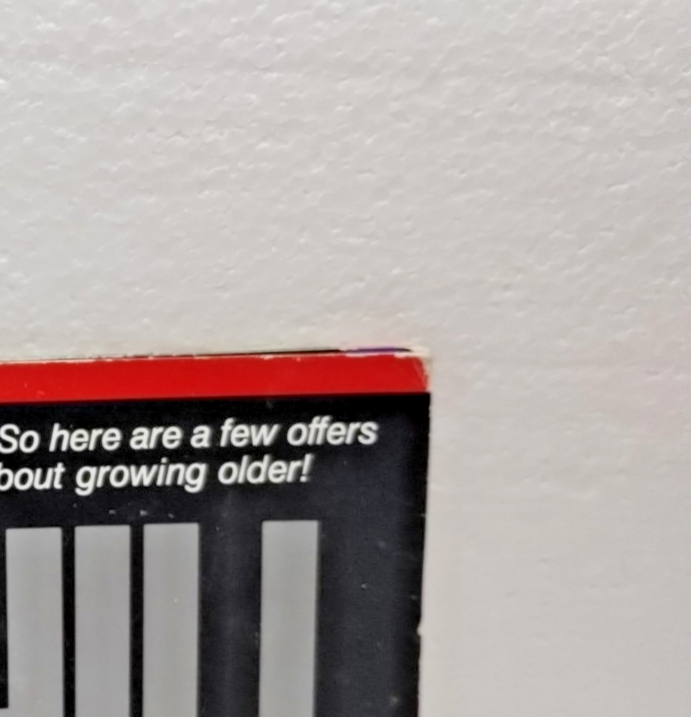 So here are a few offers
bout growing older!